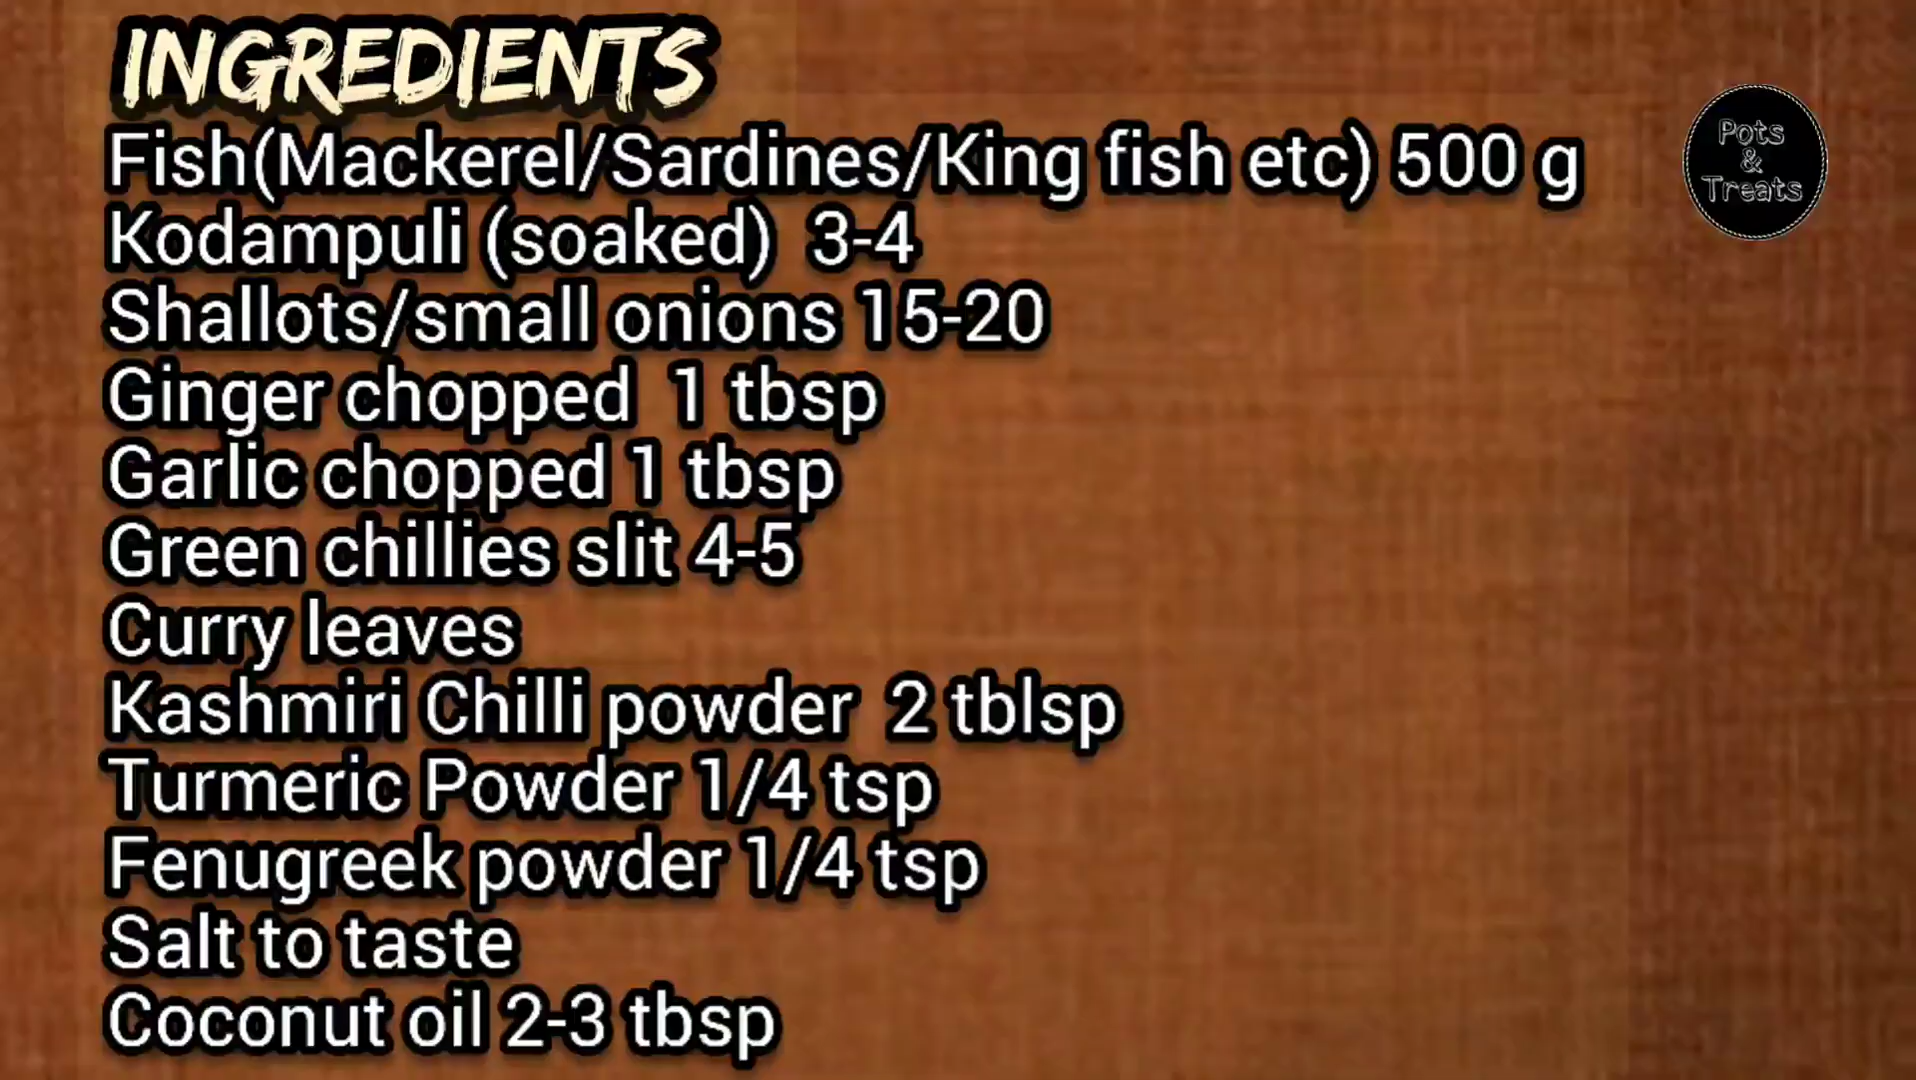 INGREDIENTS
Fish(Mackerel/Sardines/King fish etc) 500 g
Pots
&
Treats
Kodampuli (soaked) 3-4
Shallots/small onions 15-20
Ginger chopped 1 tbsp
Garlic chopped 1 tbsp
Green chillies slit 4-5
Curry leaves
Kashmiri Chilli powder 2 tblsp
Turmeric Powder 1/4 tsp
Fenugreek powder 1/4 tsp
Salt to taste
Coconut oil 2-3 tbsp